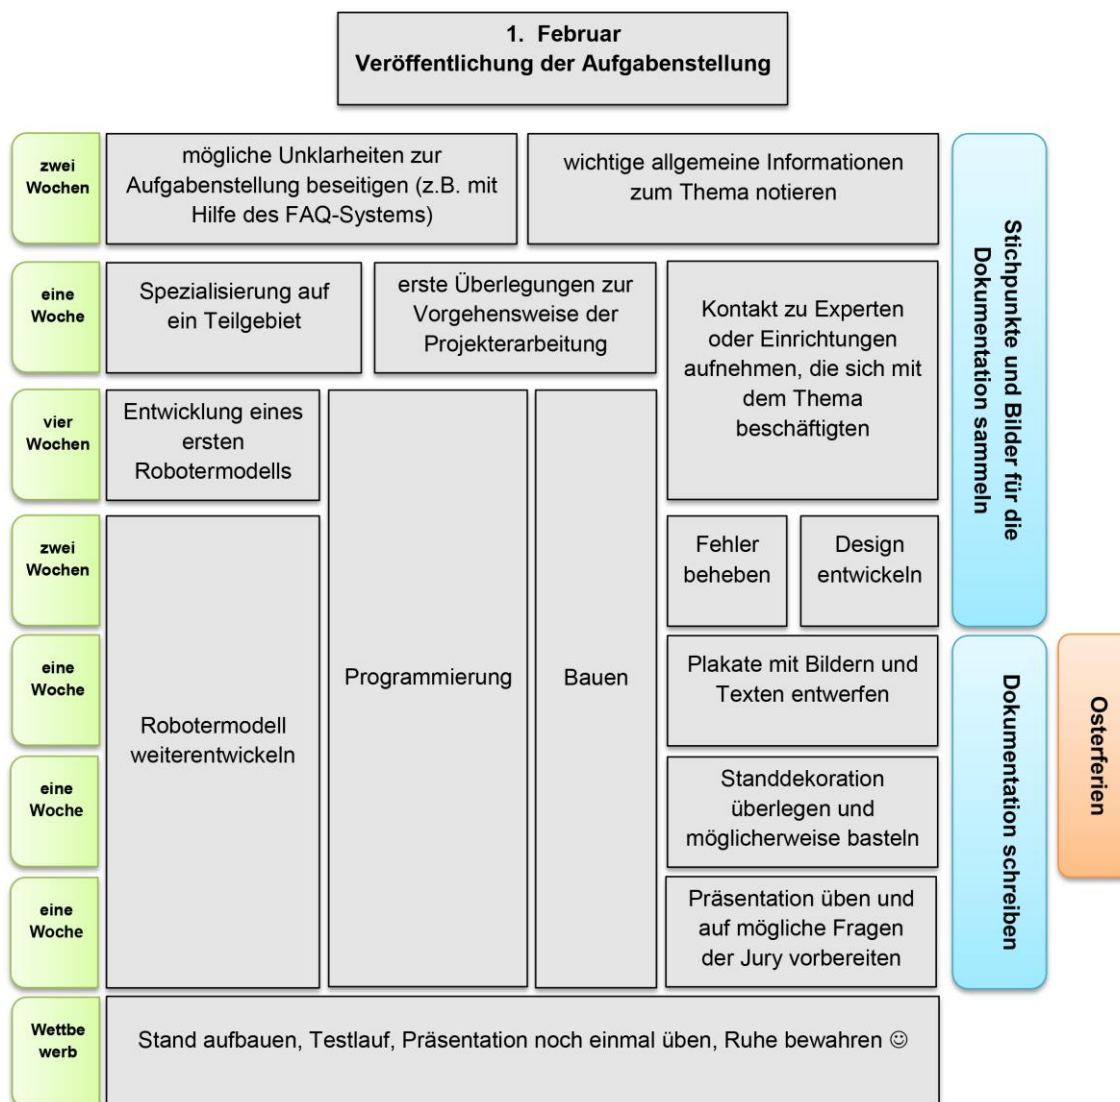 1. Februar
Veröffentlichung der Aufgabenstellung
zwei
Wochen
mögliche Unklarheiten zur
Aufgabenstellung beseitigen (z.B. mit
Hilfe des FAQ-Systems)
wichtige allgemeine Informationen
zum Thema notieren
Stichpunkte und Bilder für die
Dokumentation sammeln
eine
Woche
Spezialisierung auf
ein Teilgebiet
erste Überlegungen zur
Vorgehensweise der
Projekterarbeitung
Kontakt zu Experten
oder Einrichtungen
aufnehmen, die sich mit
dem Thema
beschäftigten
vier
Wochen
Entwicklung eines
ersten
Robotermodells
Programmierung
Bauen
zwei
Wochen
Robotermodell
weiterentwickeln
Fehler
beheben
Design
entwickeln
eine
Woche
Plakate mit Bildern und
Texten entwerfen
Dokumentation schreiben
Osterferien
eine
Woche
Standdekoration
überlegen und
möglicherweise basteln
eine
Woche
Präsentation üben und
auf mögliche Fragen
der Jury vorbereiten
Wettbe
werb
Stand aufbauen, Testlauf, Präsentation noch einmal üben, Ruhe bewahren ☺